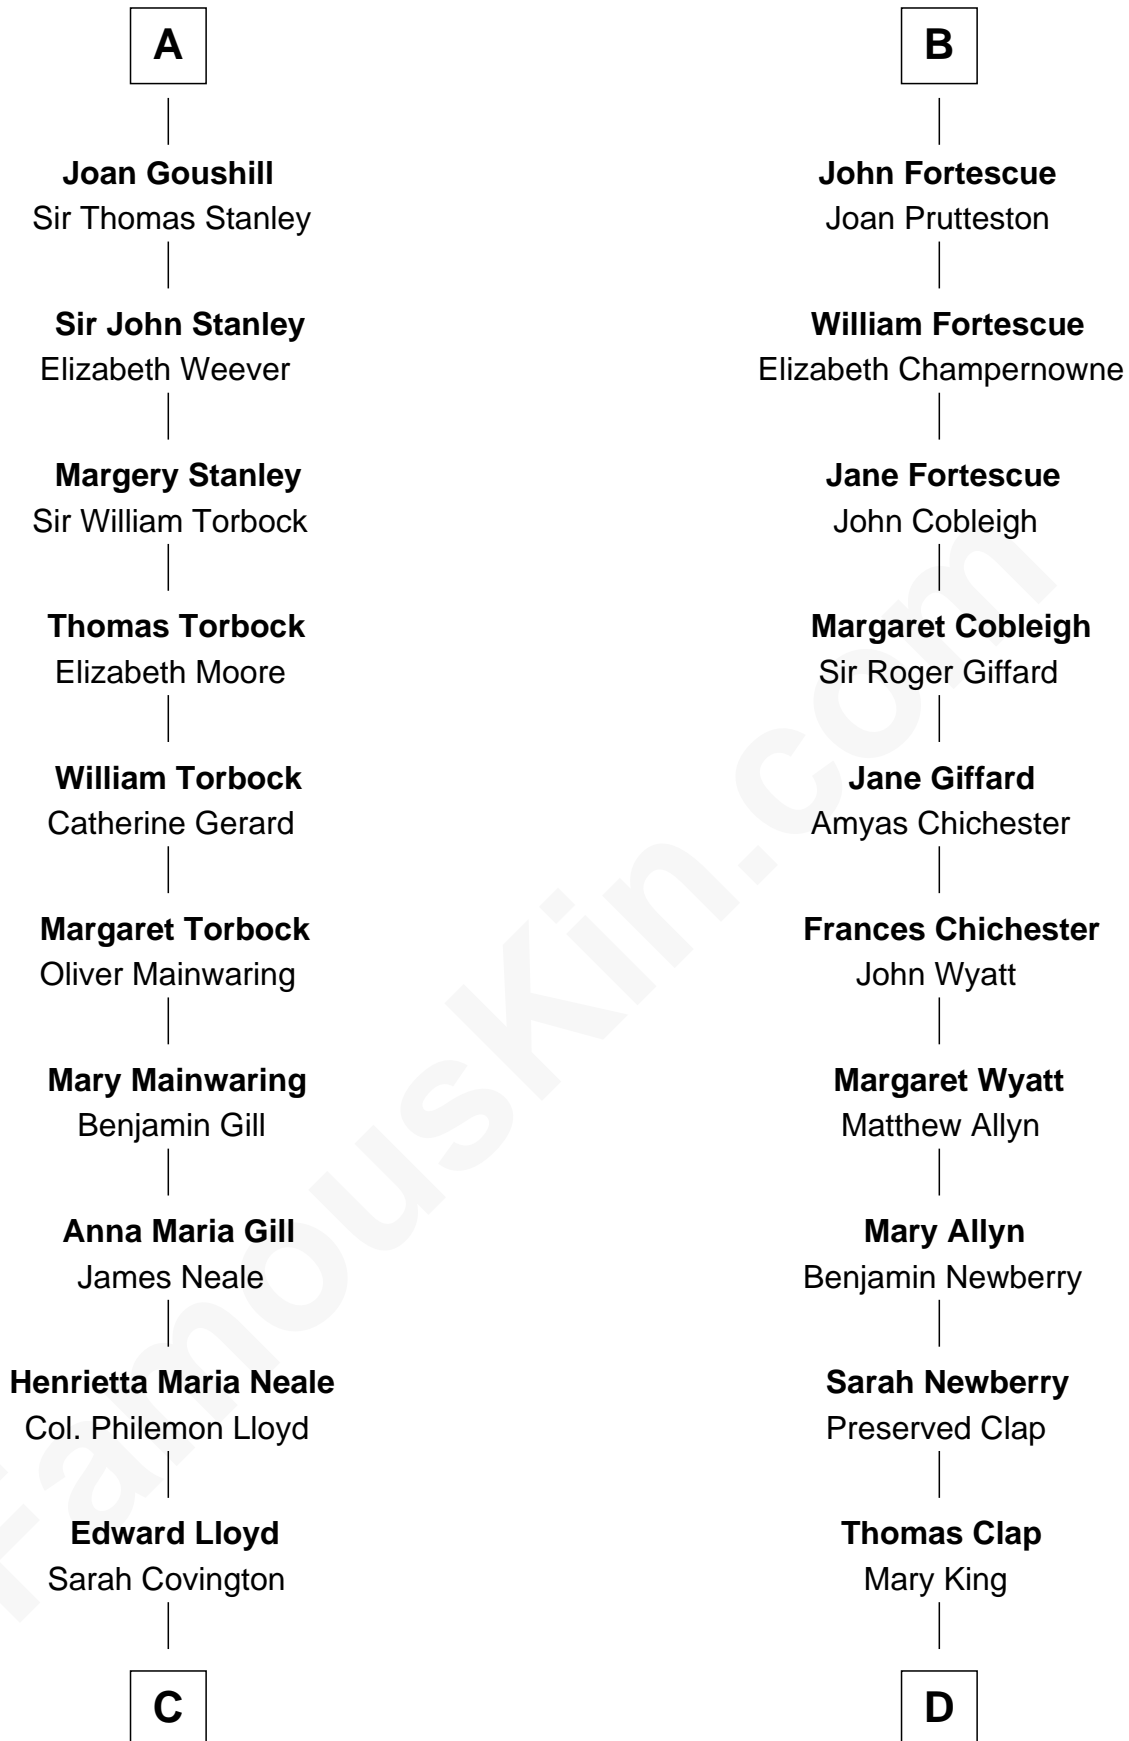 A
Joan Goushill
Sir Thomas Stanley
Sir John Stanley
Elizabeth Weever
Margery Stanley
Sir William Torbock
Thomas Torbock
Elizabeth Moore
William Torbock
Catherine Gerard
Margaret Torbock
Oliver Mainwaring
Mary Mainwaring
Benjamin Gill
Anna Maria Gill
James Neale
Henrietta Maria Neale
Col. Philemon Lloyd
Edward Lloyd
Sarah Covington
C
B
John Fortescue
Joan Prutteston
William Fortescue
Elizabeth Champernowne
Jane Fortescue
John Cobleigh
Margaret Cobleigh
Sir Roger Giffard
Jane Giffard
Amyas Chichester
Frances Chichester
John Wyatt
Margaret Wyatt
Matthew Allyn
Mary Allyn
Benjamin Newberry
Sarah Newberry
Preserved Clap
Thomas Clap
Mary King
D
FamousKin.com